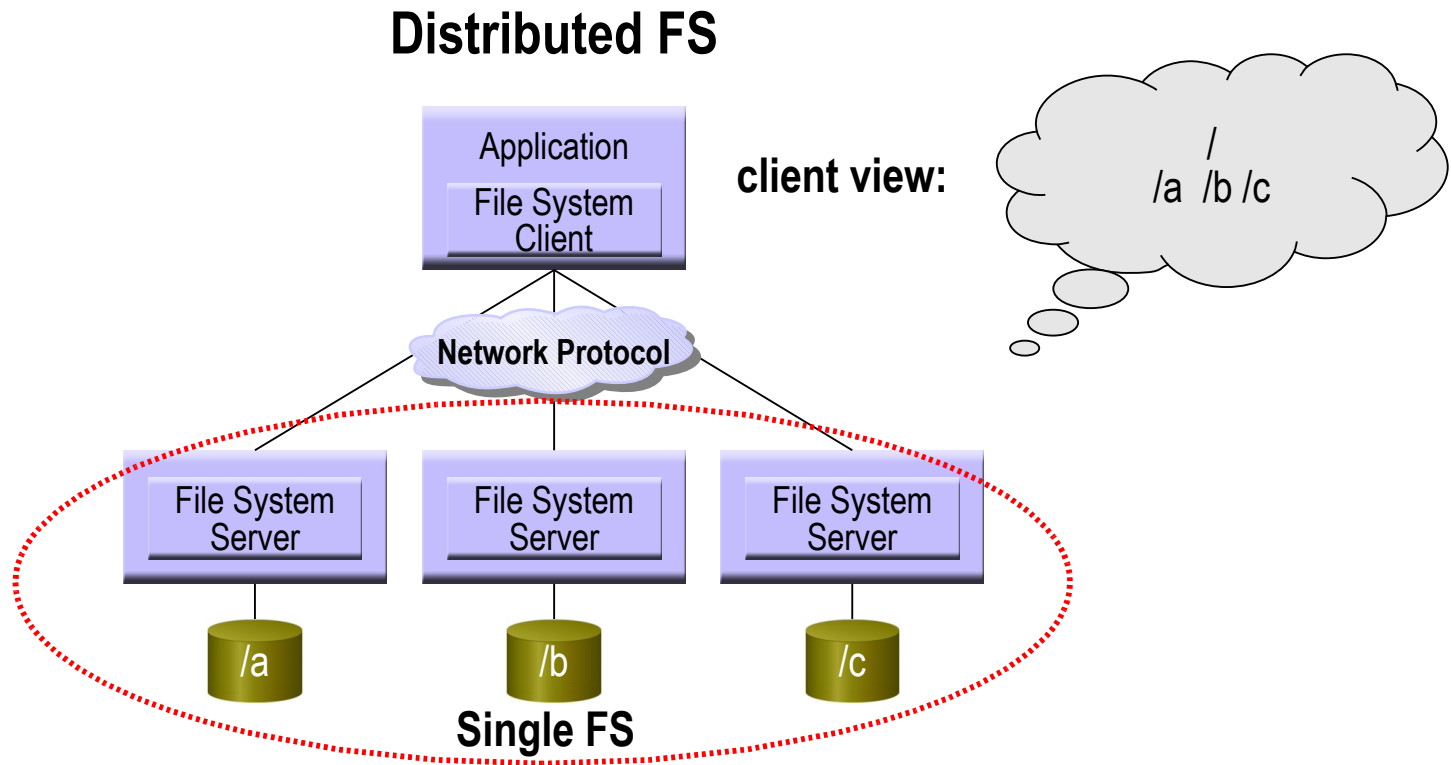 Distributed FS
Application
File System
Client
client view:
/
/a /b /c
Network Protocol
File System
Server
File System
Server
File System
Server
/a
/b
/c
Single FS